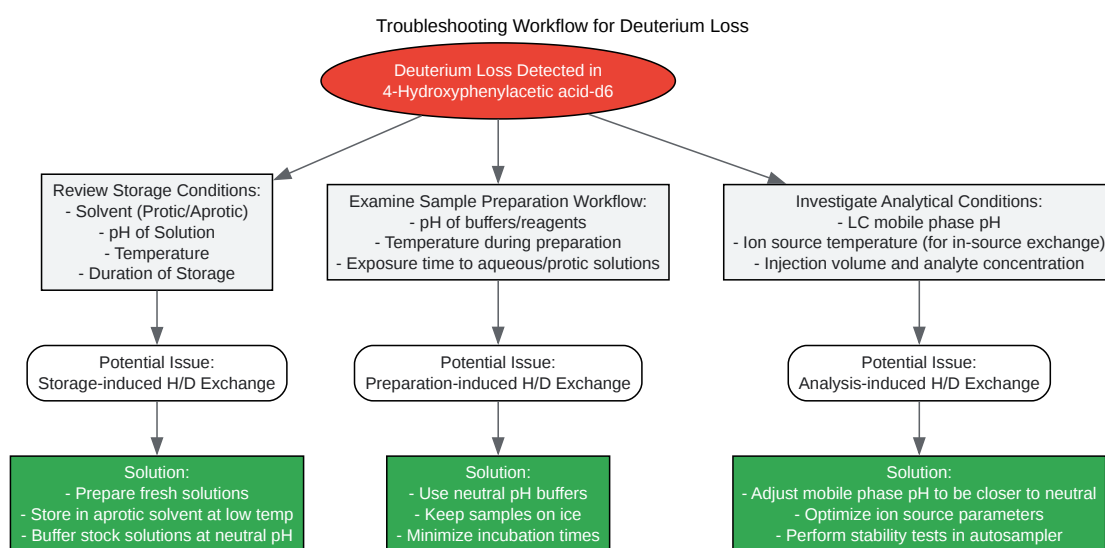 Troubleshooting Workflow for Deuterium Loss
Deuterium Loss Detected in
4-Hydroxyphenylacetic acid-d6
Review Storage Conditions:
- Solvent (Protic/Aprotic)
- pH of Solution
- Temperature
- Duration of Storage
Examine Sample Preparation Workflow:
- pH of buffers/reagents
- Temperature during preparation
- Exposure time to aqueous/protic solutions
Investigate Analytical Conditions:
- LC mobile phase pH
- Ion source temperature (for in-source exchange)
- Injection volume and analyte concentration
Potential Issue:
Storage-induced H/D Exchange
Potential Issue:
Preparation-induced H/D Exchange
Potential Issue:
Analysis-induced H/D Exchange
Solution:
- Prepare fresh solutions
- Store in aprotic solvent at low temp
- Buffer stock solutions at neutral pH
Solution:
- Use neutral pH buffers
- Keep samples on ice
- Minimize incubation times
Solution:
- Adjust mobile phase pH to be closer to neutral
- Optimize ion source parameters
- Perform stability tests in autosampler